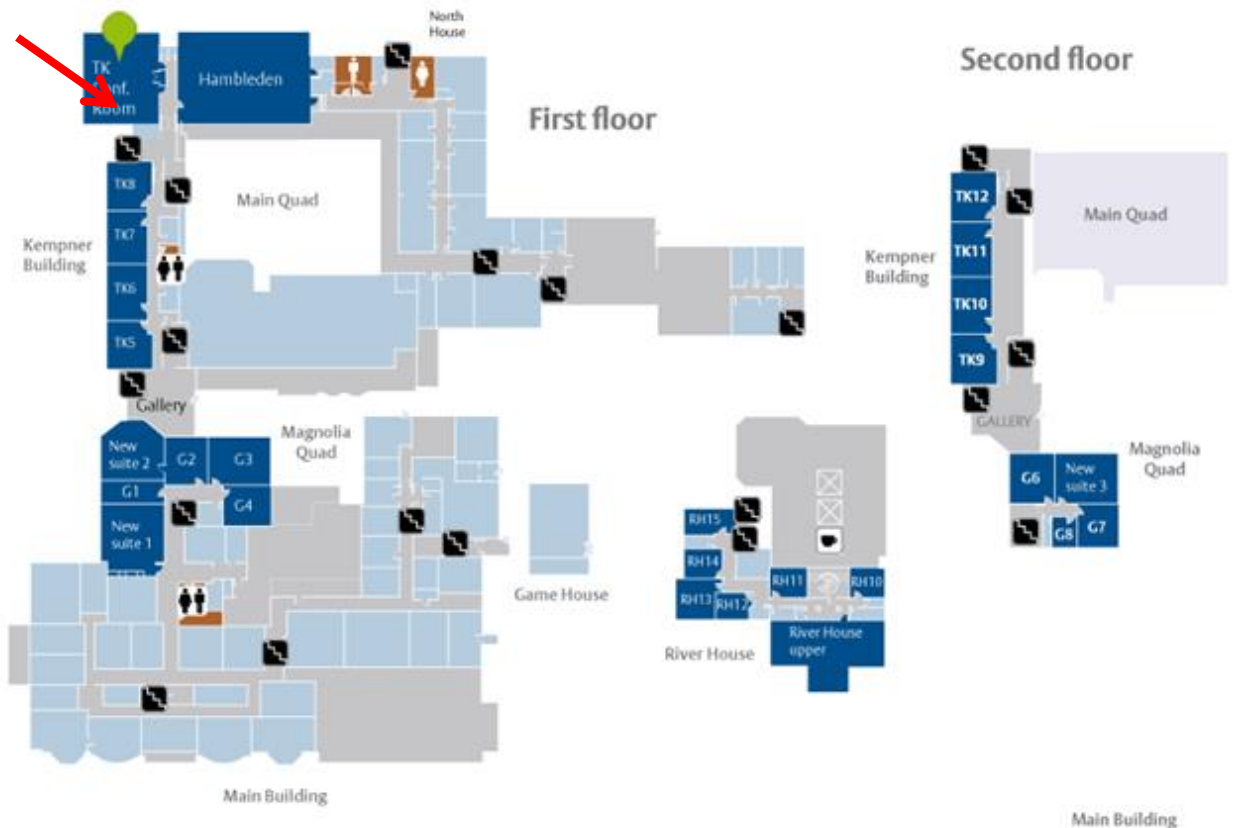 North
House
TK
Conf.
Room
Hambleden
First floor
Second floor
TK8
TK7
TK6
TK5
Kempner
Building
Main Quad
Gallery
New
suite 2
G2
G3
G1
G4
New
suite 1
Magnolia
Quad
Game House
Main Building
RH15
RH14
RH13
RH12
RH11
RH10
River House
upper
River House
TK12
TK11
TK10
TK9
Kempner
Building
Main Quad
GALLERY
Magnolia
Quad
G6
New
suite 3
G8
G7
Main Building